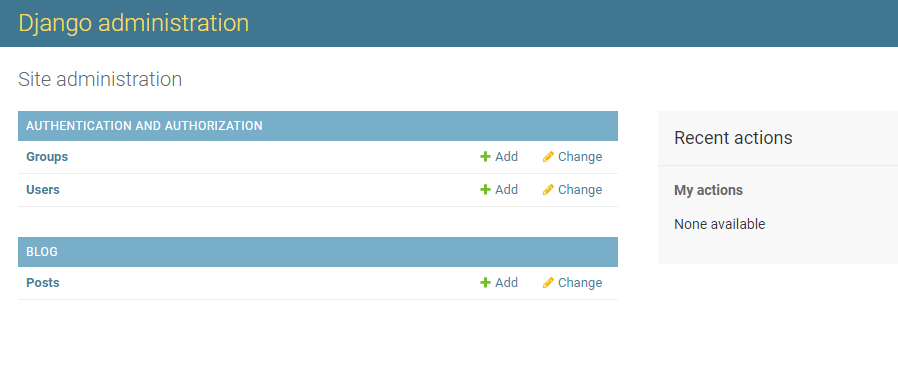 Django administration
Site administration
AUTHENTICATION AND AUTHORIZATION
Groups Add Change
Users Add Change
BLOG
Posts Add Change
Recent actions
My actions
None available